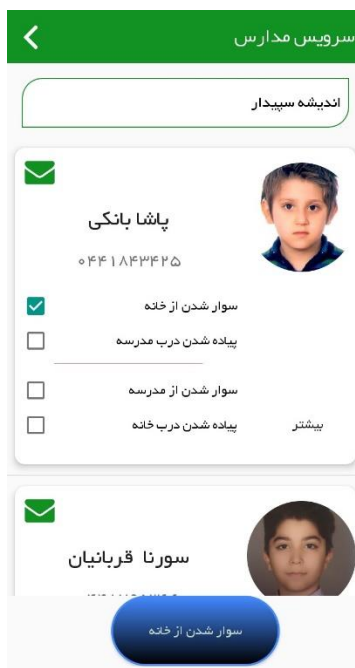 سرویس مدارس
اندیشه سپیدار
پاشا بانکی
۰۴۴۱۸۴۳۴۲۵
سوار شدن از خانه
پیاده شدن درب مدرسه
سوار شدن از مدرسه
پیاده شدن درب خانه
بیشتر
سورنا قربانیان
سوار شدن از خانه